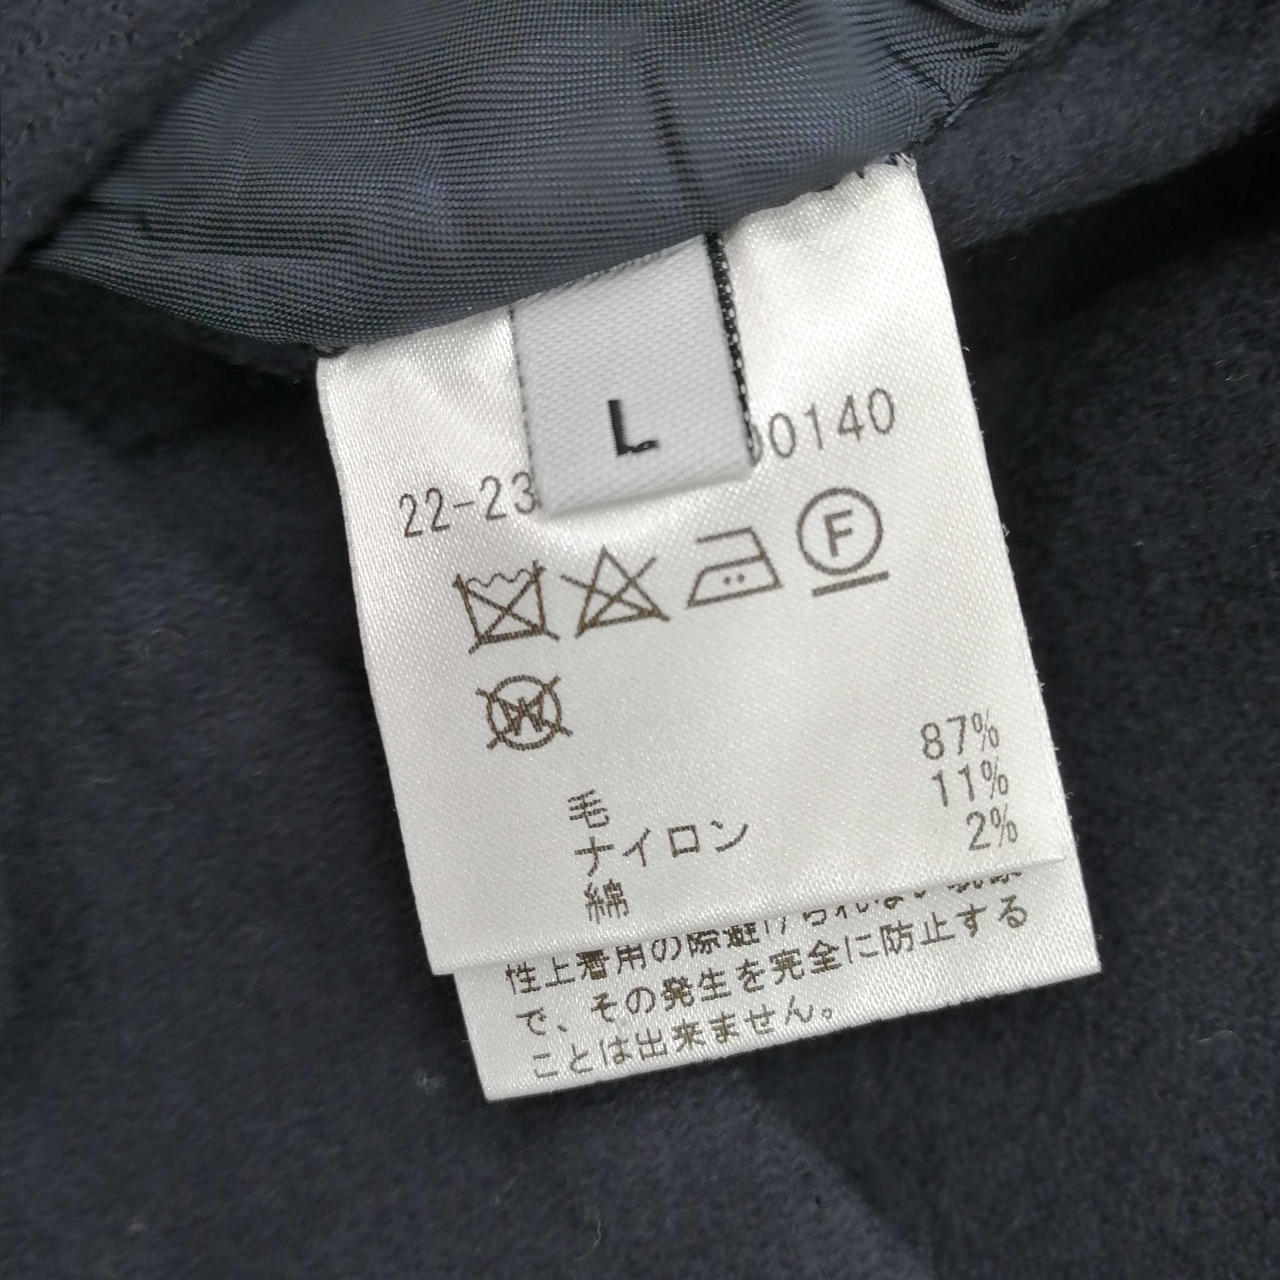 L
22-23 00140
F
W
毛 87%
ナイロン 11%
綿 2%
性上着用の際避けられない現象
で、その発生を完全に防止する
ことは出来ません。